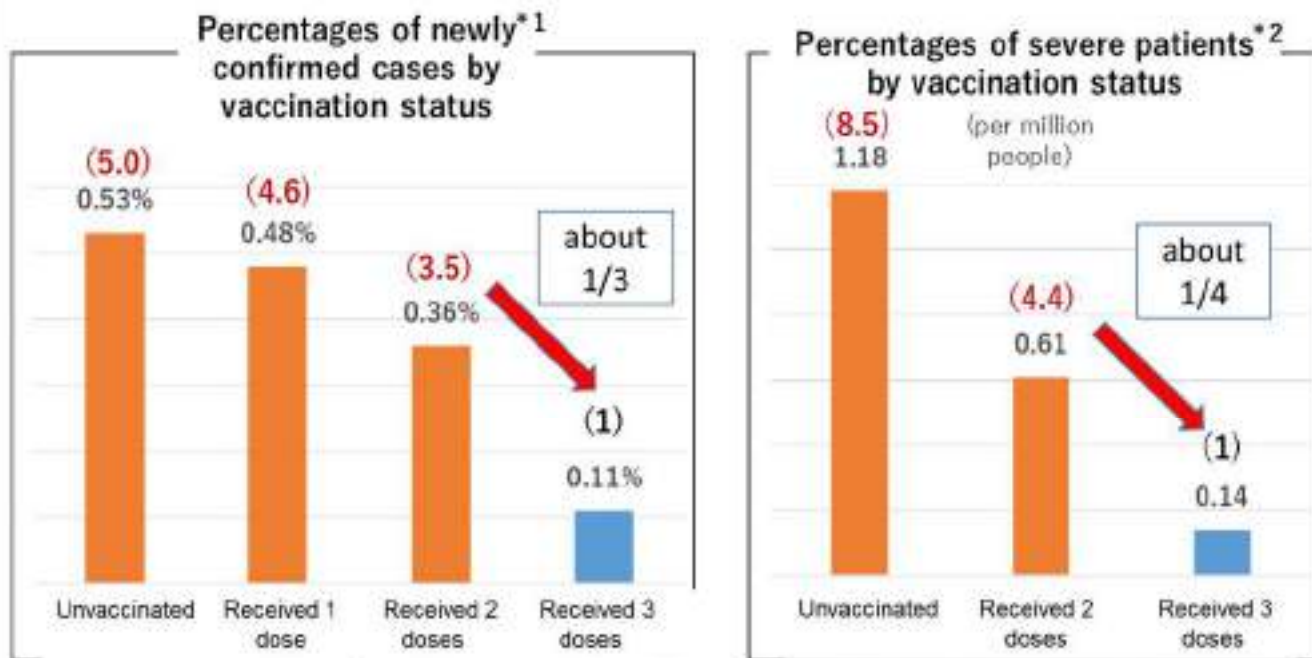 Percentages of newly*1
confirmed cases by
vaccination status
(5.0)
0.53%
(4.6)
0.48%
(3.5)
0.36%
about
1/3
(1)
0.11%
Unvaccinated
Received 1
dose
Received 2
doses
Received 3
doses
Percentages of severe patients*2
by vaccination status
(per million
people)
(8.5)
1.18
(4.4)
0.61
about
1/4
(1)
0.14
Unvaccinated
Received 2
doses
Received 3
doses